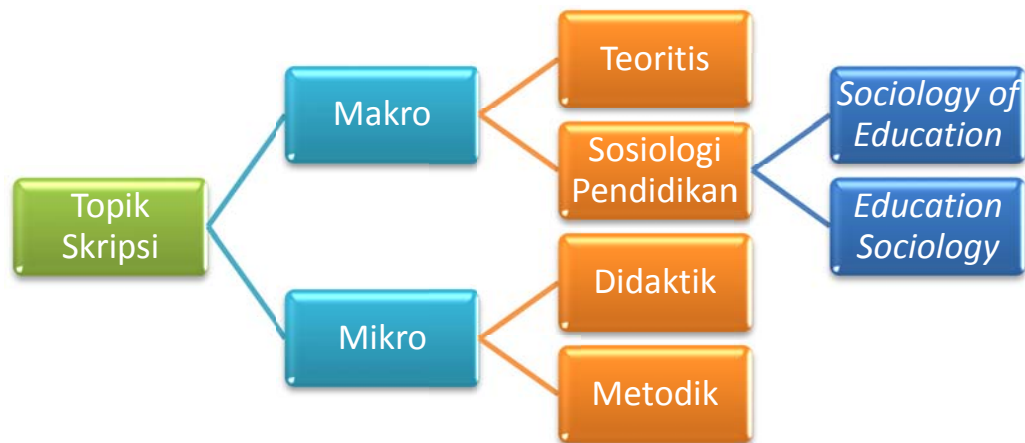 Topik
Skripsi
Makro
Teoritis
Sosiologi
Pendidikan
Sociology of
Education
Education
Sociology
Mikro
Didaktik
Metodik